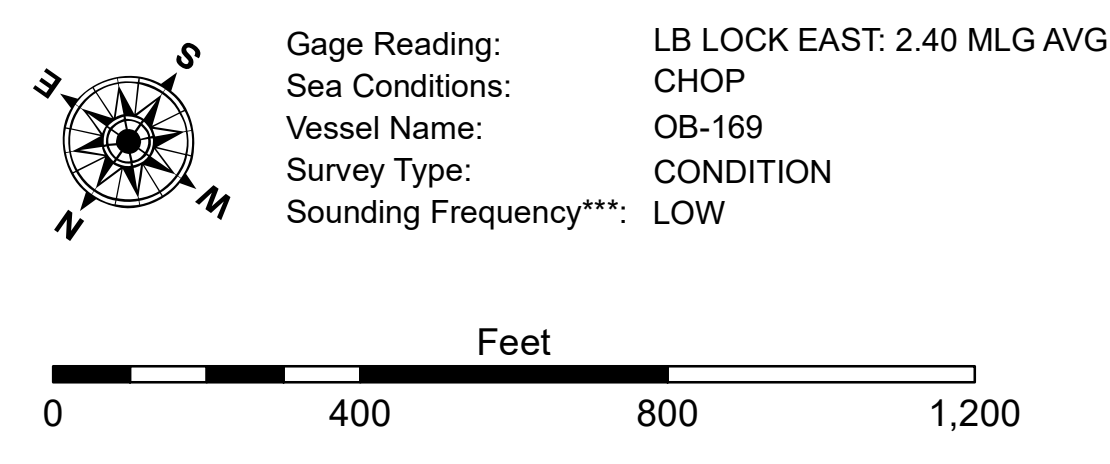 S
E
W
N
Gage Reading: LB LOCK EAST: 2.40 MLG AVG
Sea Conditions: CHOP
Vessel Name: OB-169
Survey Type: CONDITION
Sounding Frequency***: LOW
Feet
0 400 800 1,200